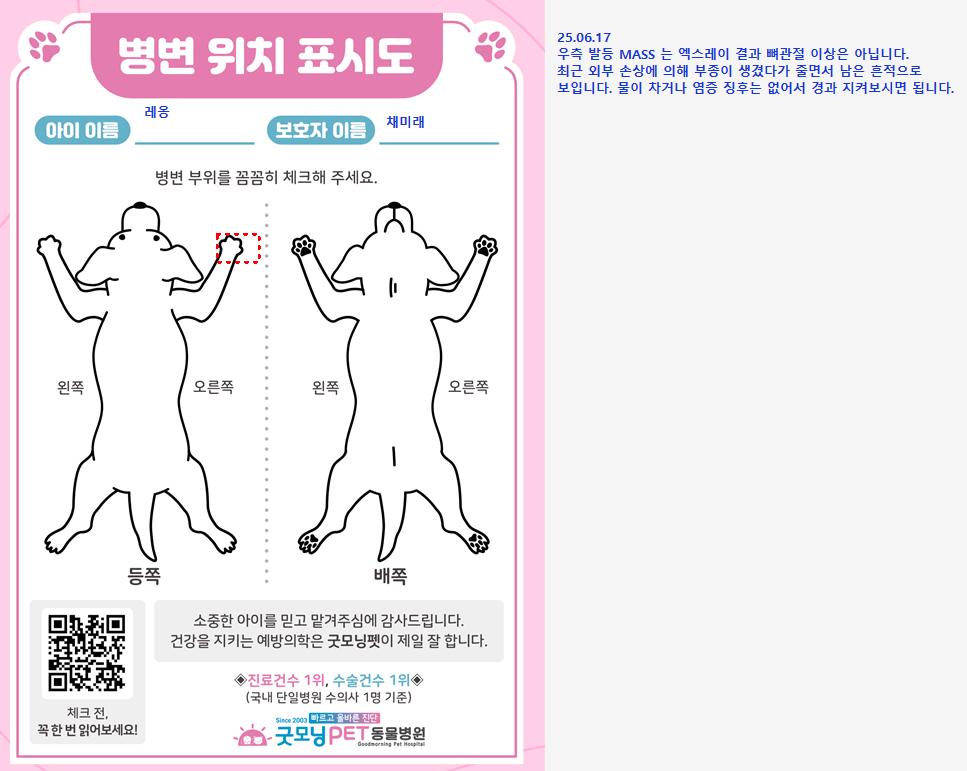 병변 위치 표시도
25.06.17
우측 발등 MASS 는 엑스레이 결과 뼈관절 이상은 아닙니다.
최근 외부 손상에 의해 부종이 생겼다가 줄면서 남은 흔적으로
보입니다. 물이 차거나 염증 징후는 없어서 경과 지켜보시면 됩니다.
아이 이름 레옹
보호자 이름 채미래
병변 부위를 꼼꼼히 체크해 주세요.
왼쪽 오른쪽 왼쪽 오른쪽
등쪽 배쪽
소중한 아이를 믿고 맡겨주심에 감사드립니다.
건강을 지키는 예방의학은 굿모닝펫이 제일 잘 합니다.
체크 전,
꼭 한 번 읽어보세요!
◈진료건수 1위, 수술건수 1위◈
(국내 단일병원 수의사 1명 기준)
Since 2003 빠르고 올바른 진단
굿모닝PET동물병원
Goodmorning Pet Hospital